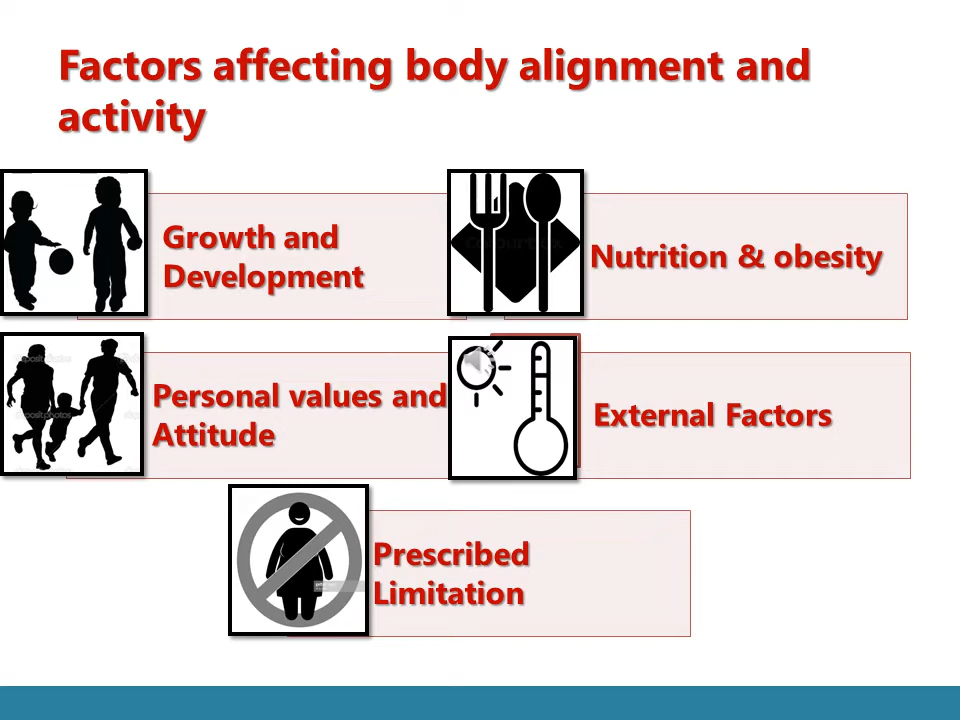 Factors affecting body alignment and
activity
Growth and
Development
Nutrition & obesity
Personal values and
Attitude
External Factors
Prescribed
Limitation